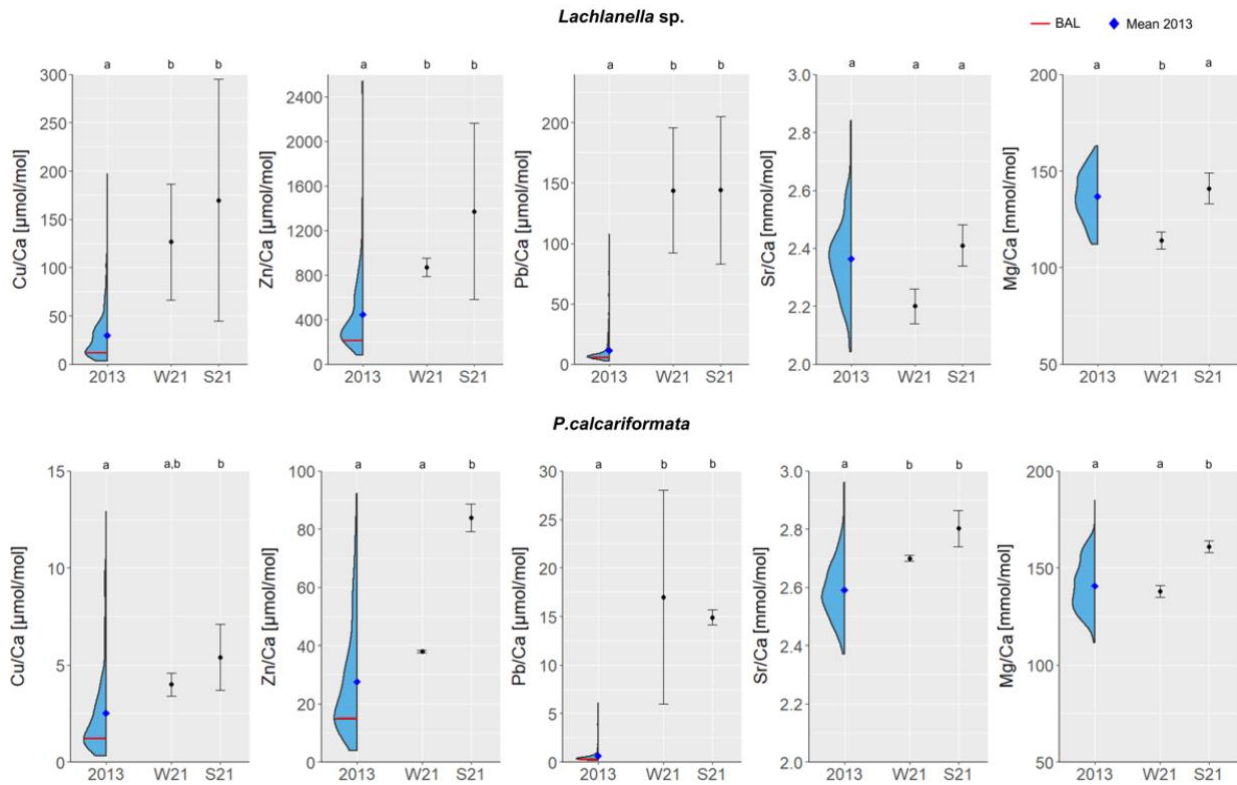 Lachlanella sp.
BAL Mean 2013
a b b a b b a b b a a a a b a
300 2400 200 3.0 200
250 2000 150 2.8 150
200 1600 100 2.6 100
150 1200 50 2.4 50
100 800 0 2.2
50 400 2.0
0 0
Cu/Ca [µmol/mol] Zn/Ca [µmol/mol] Pb/Ca [µmol/mol] Sr/Ca [mmol/mol] Mg/Ca [mmol/mol]
2013 W21 S21 2013 W21 S21 2013 W21 S21 2013 W21 S21 2013 W21 S21
P.calcariformata
a a,b b a a b a b b a b b a a b
15 100 30 3.0 200
10 80 25 2.8 150
5 60 20 2.6 100
0 40 15 2.4 50
20 10 2.2
0 5 2.0
0
Cu/Ca [µmol/mol] Zn/Ca [µmol/mol] Pb/Ca [µmol/mol] Sr/Ca [mmol/mol] Mg/Ca [mmol/mol]
2013 W21 S21 2013 W21 S21 2013 W21 S21 2013 W21 S21 2013 W21 S21